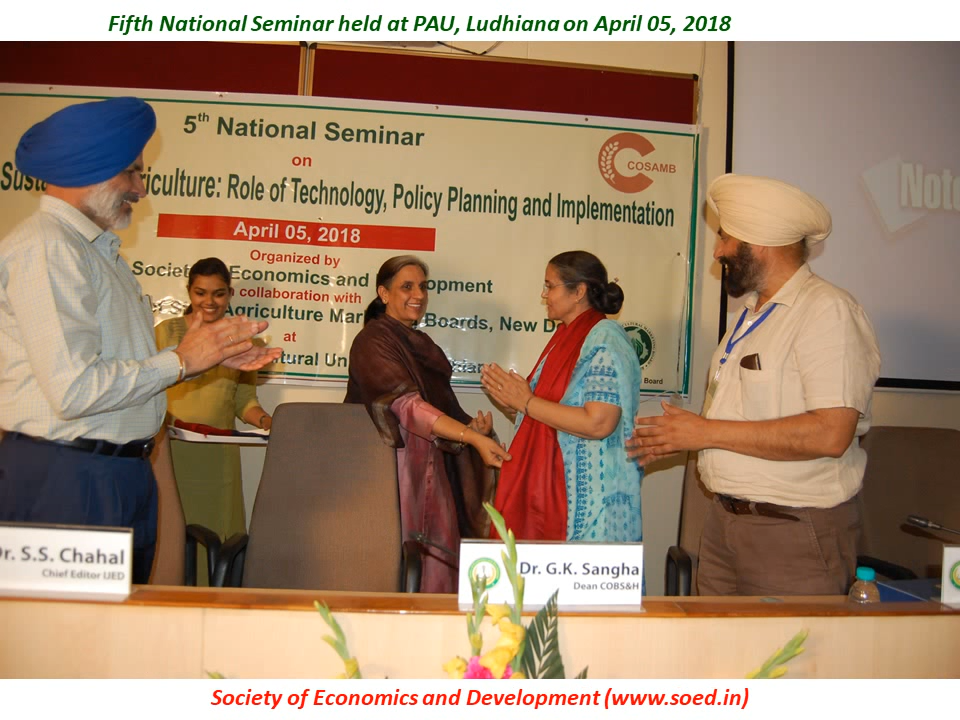 Fifth National Seminar held at PAU, Ludhiana on April 05, 2018
5th National Seminar
on
COSAMB
Role of Technology, Policy Planning and Implementation
April 05, 2018
Organized by
Economics and
collaboration with
Agriculture Boards, New
at
Board
Note
S.S. Chahal
Chief Editor IJED
Dr. G.K. Sangha
Dean COBS&H
Society of Economics and Development (www.soed.in)